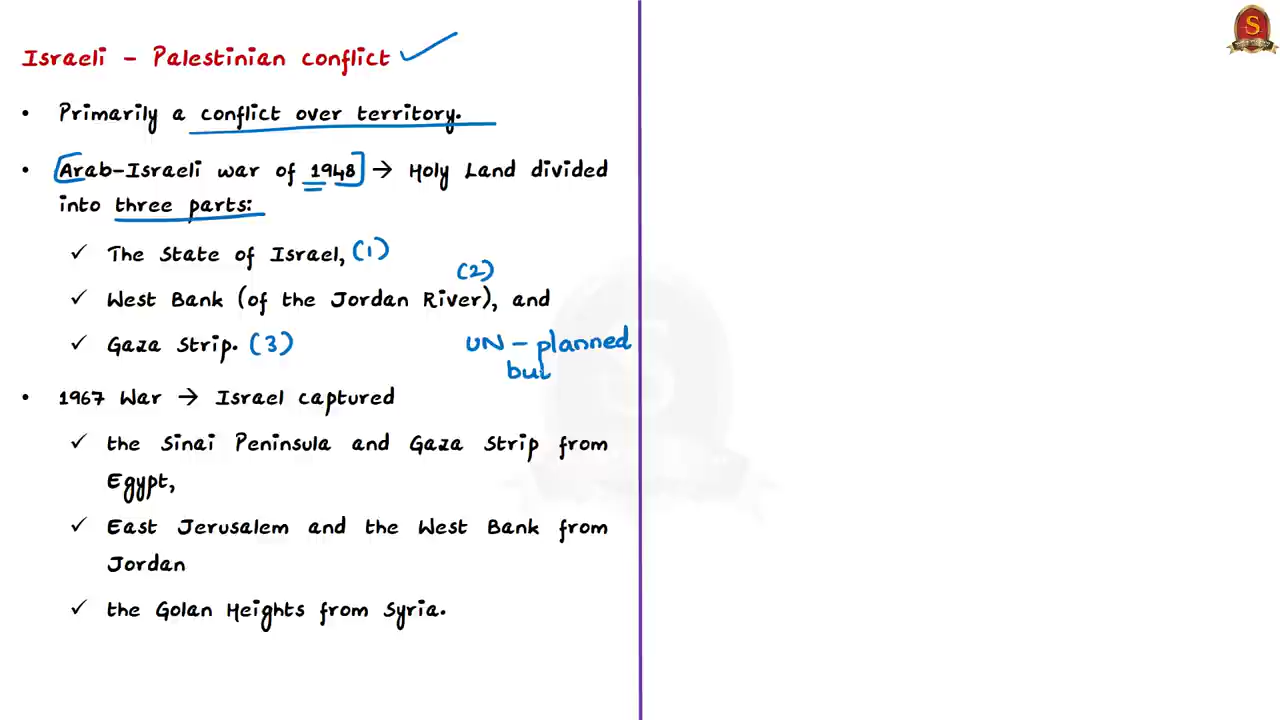 Israeli - Palestinian conflict
• Primarily a conflict over territory.
• Arab-Israeli war of 1948 → Holy Land divided
into three parts:
✓ The State of Israel, (1)
(2)
✓ West Bank (of the Jordan River), and
✓ Gaza Strip. (3)
UN - planned
but
• 1967 War → Israel captured
✓ the Sinai Peninsula and Gaza Strip from
Egypt,
✓ East Jerusalem and the West Bank from
Jordan
✓ the Golan Heights from Syria.
S